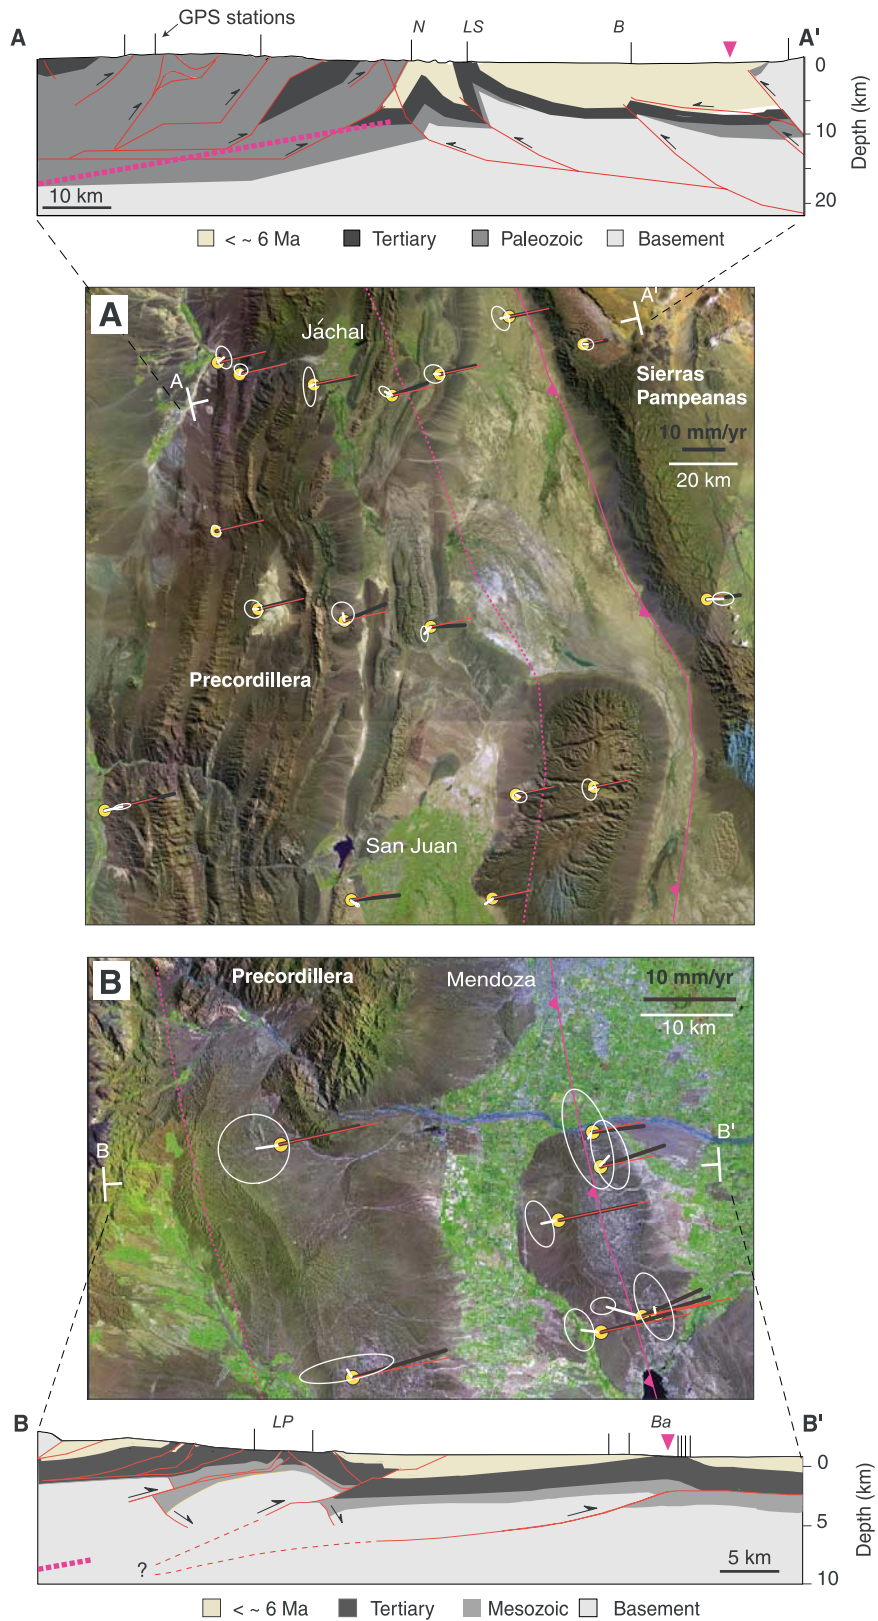 GPS stations
A
N
LS
B
A'
0
10
20
Depth (km)
10 km
< ~ 6 Ma
Tertiary
Paleozoic
Basement
A
Jáchal
A'
A
Sierras
Pampeanas
10 mm/yr
20 km
Precordillera
San Juan
B
Precordillera
Mendoza
10 mm/yr
10 km
B
B'
B
LP
Ba
B'
0
5
10
Depth (km)
?
5 km
< ~ 6 Ma
Tertiary
Mesozoic
Basement